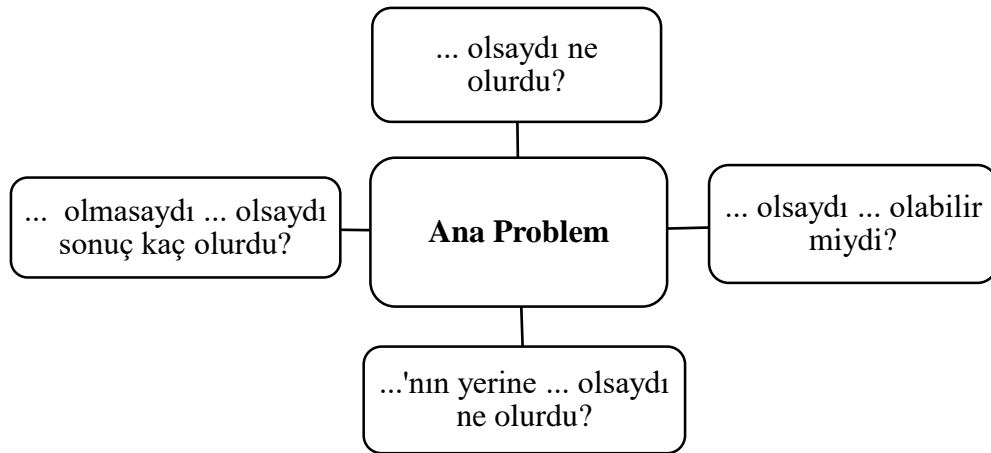 ... olsaydı ne
olurdu?
... olmasaydı ... olsaydı
sonuç kaç olurdu?
Ana Problem
... olsaydı ... olabilir
miydi?
...'nın yerine ... olsaydı
ne olurdu?